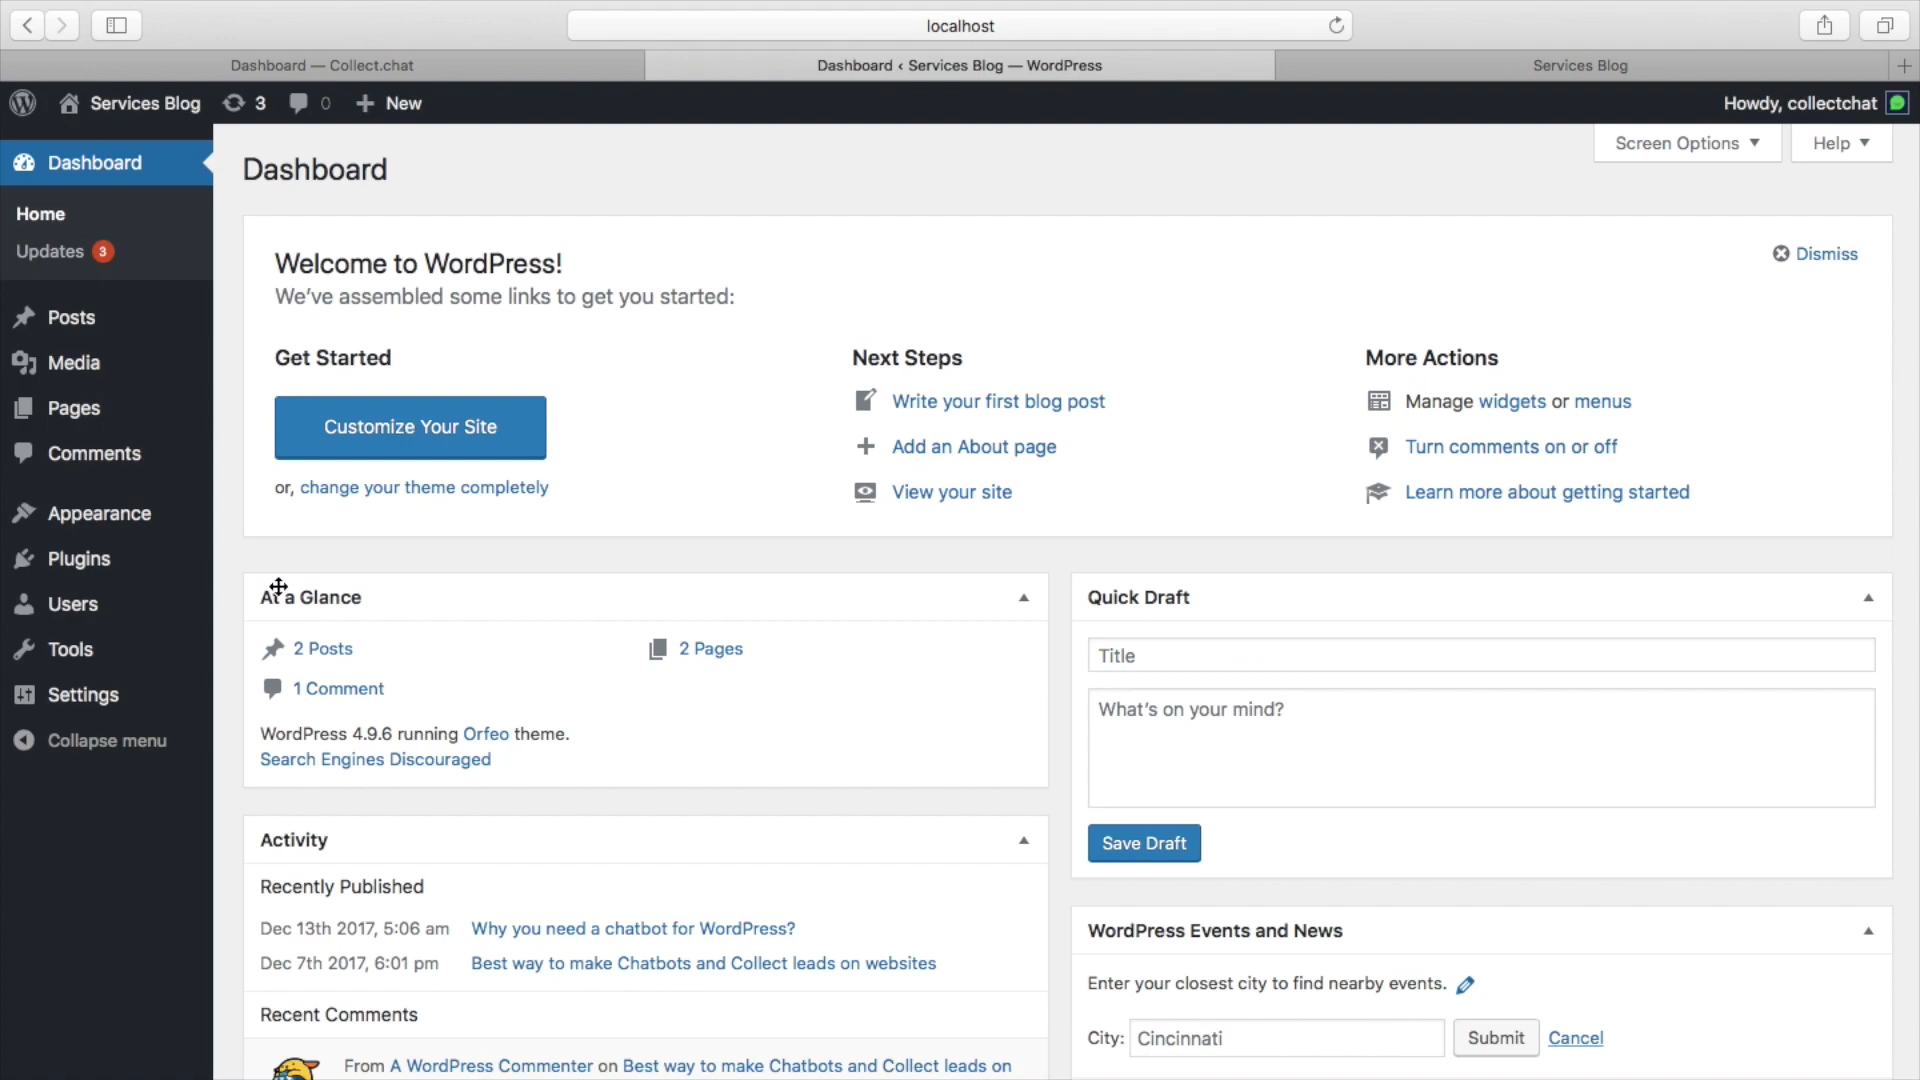 localhost
Dashboard — Collect.chat
Dashboard ‹ Services Blog — WordPress
Services Blog
Services Blog
3
0
New
Howdy, collectchat
Dashboard
Home
Updates 3
Posts
Media
Pages
Comments
Appearance
Plugins
Users
Tools
Settings
Collapse menu
Screen Options
Help
Dashboard
Welcome to WordPress!
We’ve assembled some links to get you started:
Dismiss
Get Started
Customize Your Site
or, change your theme completely
Next Steps
Write your first blog post
Add an About page
View your site
More Actions
Manage widgets or menus
Turn comments on or off
Learn more about getting started
At a Glance
2 Posts
2 Pages
1 Comment
WordPress 4.9.6 running Orfeo theme.
Search Engines Discouraged
Activity
Recently Published
Dec 13th 2017, 5:06 am Why you need a chatbot for WordPress?
Dec 7th 2017, 6:01 pm Best way to make Chatbots and Collect leads on websites
Recent Comments
From A WordPress Commenter on Best way to make Chatbots and Collect leads on
Quick Draft
Title
What’s on your mind?
Save Draft
WordPress Events and News
Enter your closest city to find nearby events.
City: Cincinnati Submit Cancel